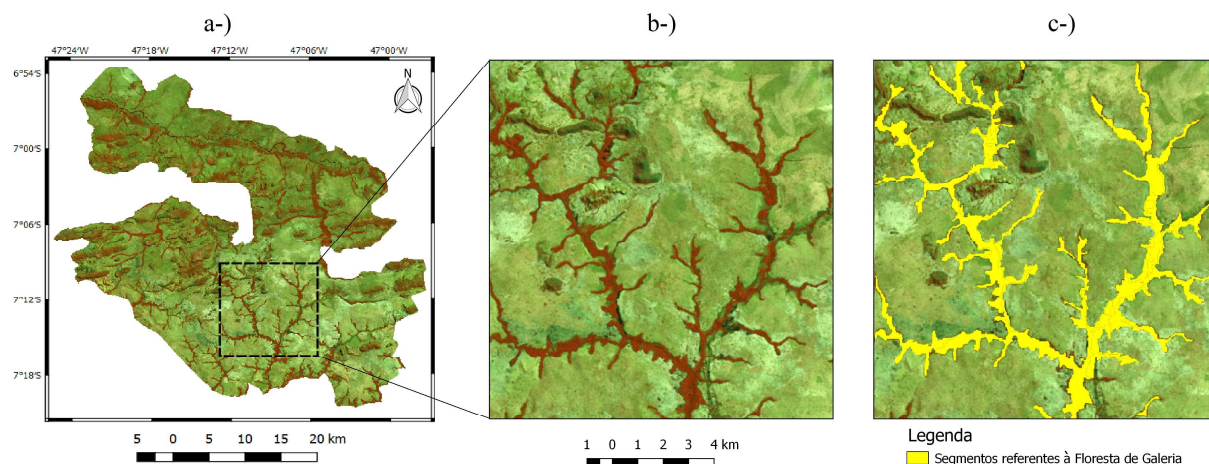 a-)
b-)
c-)
47°24'W 47°18'W 47°12'W 47°06'W 47°00'W
6°54'S
7°00'S
7°06'S
7°12'S
7°18'S
N
5 0 5 10 15 20 km
1 0 1 2 3 4 km
Legenda
Segmentos referentes à Floresta de Galeria